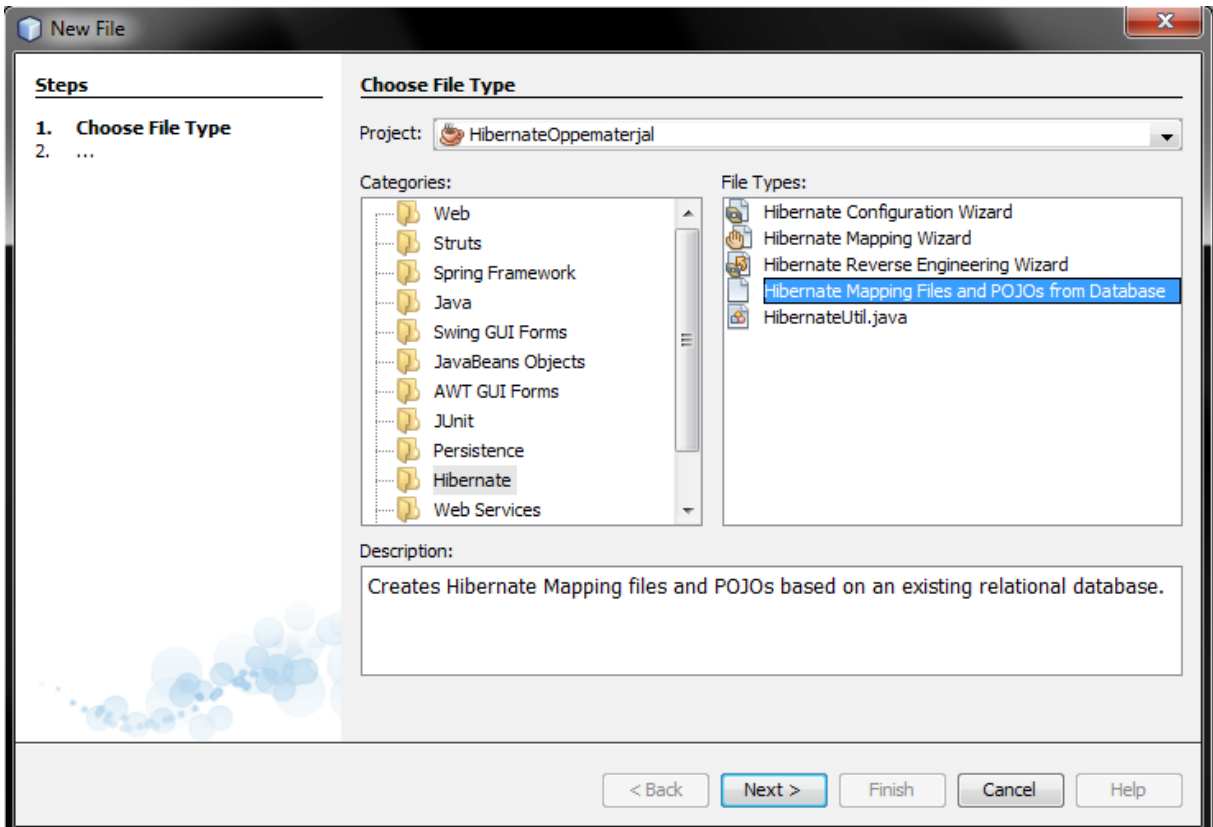 New File
Steps
1. Choose File Type
2. ...
Choose File Type
Project: HibernateOppematerjal
Categories:
Web
Struts
Spring Framework
Java
Swing GUI Forms
JavaBeans Objects
AWT GUI Forms
JUnit
Persistence
Hibernate
Web Services
File Types:
Hibernate Configuration Wizard
Hibernate Mapping Wizard
Hibernate Reverse Engineering Wizard
Hibernate Mapping Files and POJOs from Database
HibernateUtil.java
Description:
Creates Hibernate Mapping files and POJOs based on an existing relational database.
< Back Next > Finish Cancel Help